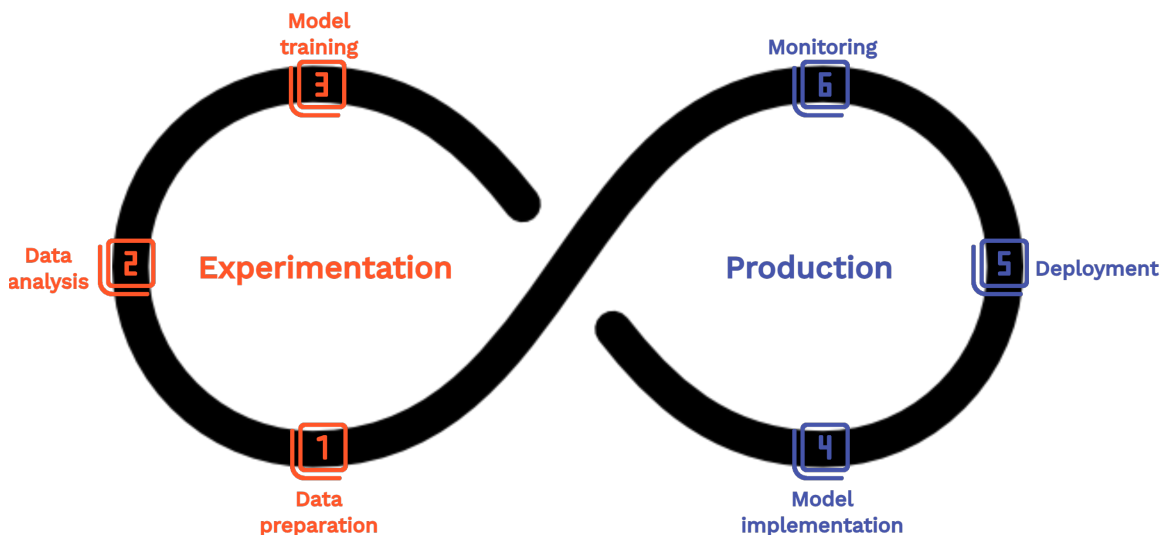 Model
training
3
Monitoring
6
Data
analysis
2
Experimentation
Production
5
Deployment
1
Data
preparation
4
Model
implementation